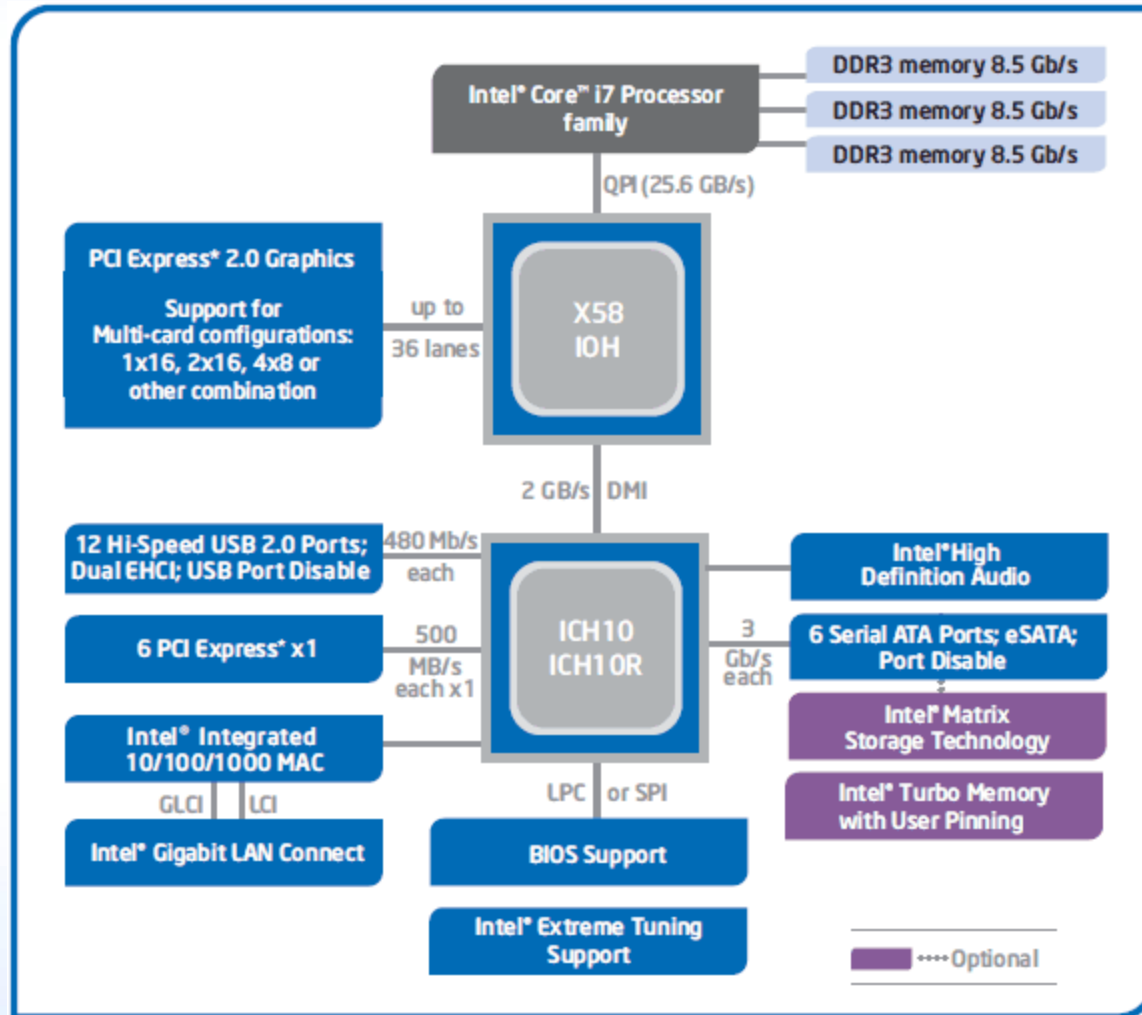 Intel® Core™ i7 Processor
family
DDR3 memory 8.5 Gb/s
DDR3 memory 8.5 Gb/s
DDR3 memory 8.5 Gb/s
QPI (25.6 GB/s)
PCI Express* 2.0 Graphics
Support for
Multi-card configurations:
1x16, 2x16, 4x8 or
other combination
up to
36 lanes
X58
IOH
2 GB/s DMI
12 Hi-Speed USB 2.0 Ports;
Dual EHCI; USB Port Disable
480 Mb/s
each
Intel® High
Definition Audio
6 PCI Express* x1
500
MB/s
each x1
ICH10
ICH10R
3
Gb/s
each
6 Serial ATA Ports; eSATA;
Port Disable
Intel® Matrix
Storage Technology
Intel® Integrated
10/100/1000 MAC
GLCI LCI
Intel® Gigabit LAN Connect
LPC or SPI
BIOS Support
Intel® Turbo Memory
with User Pinning
Intel® Extreme Tuning
Support
Optional